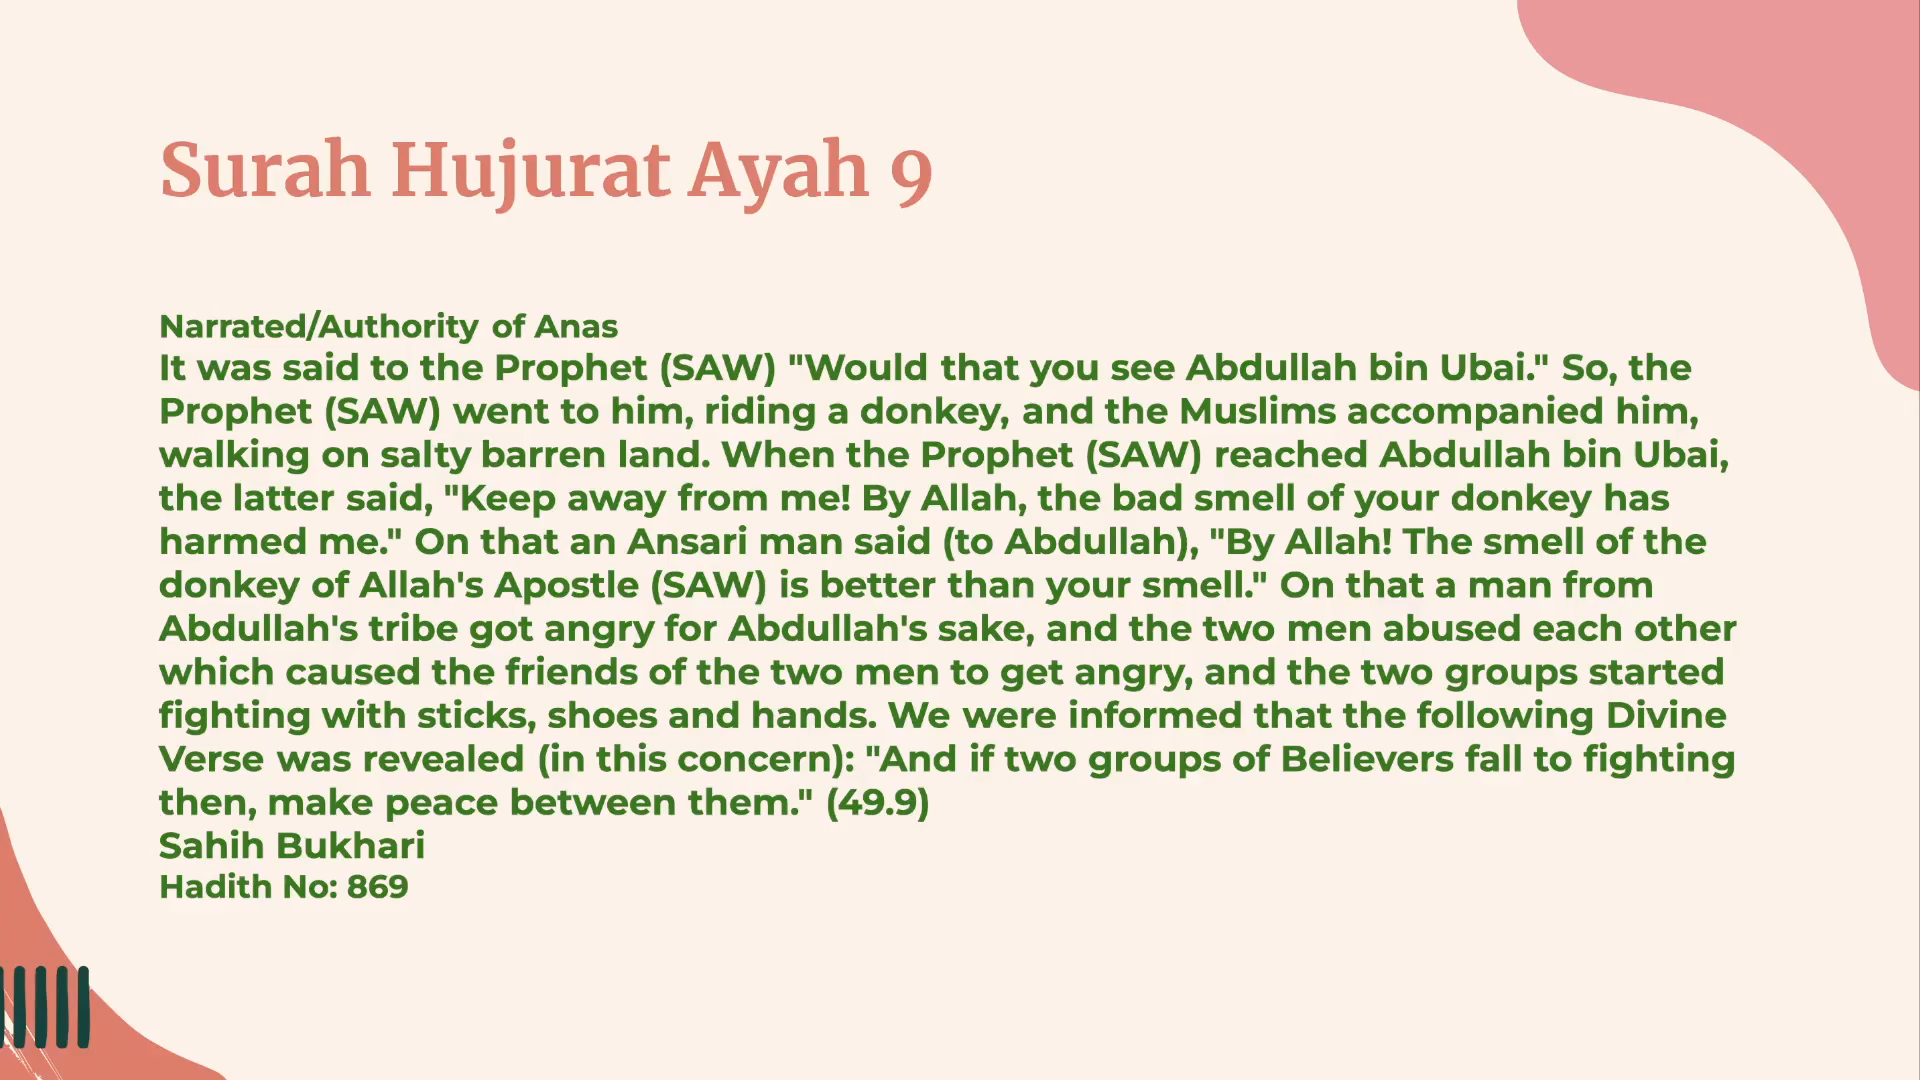 Surah Hujurat Ayah 9
Narrated/Authority of Anas
It was said to the Prophet (SAW) "Would that you see Abdullah bin Ubai." So, the
Prophet (SAW) went to him, riding a donkey, and the Muslims accompanied him,
walking on salty barren land. When the Prophet (SAW) reached Abdullah bin Ubai,
the latter said, "Keep away from me! By Allah, the bad smell of your donkey has
harmed me." On that an Ansari man said (to Abdullah), "By Allah! The smell of the
donkey of Allah's Apostle (SAW) is better than your smell." On that a man from
Abdullah's tribe got angry for Abdullah's sake, and the two men abused each other
which caused the friends of the two men to get angry, and the two groups started
fighting with sticks, shoes and hands. We were informed that the following Divine
Verse was revealed (in this concern): "And if two groups of Believers fall to fighting
then, make peace between them." (49.9)
Sahih Bukhari
Hadith No: 869